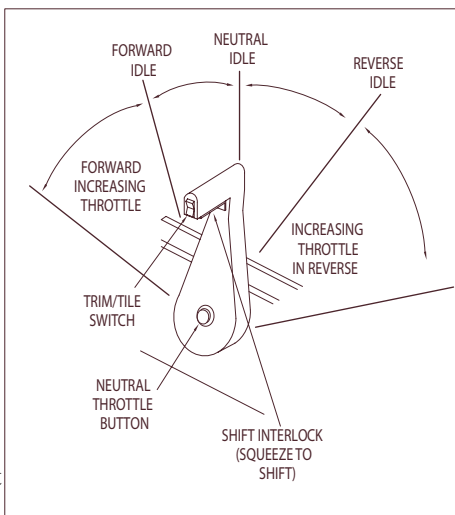 NEUTRAL
IDLE
FORWARD
IDLE
REVERSE
IDLE
FORWARD
INCREASING
THROTTLE
INCREASING
THROTTLE
IN REVERSE
TRIM/TILE
SWITCH
NEUTRAL
THROTTLE
BUTTON
SHIFT INTERLOCK
(SQUEEZE TO
SHIFT)